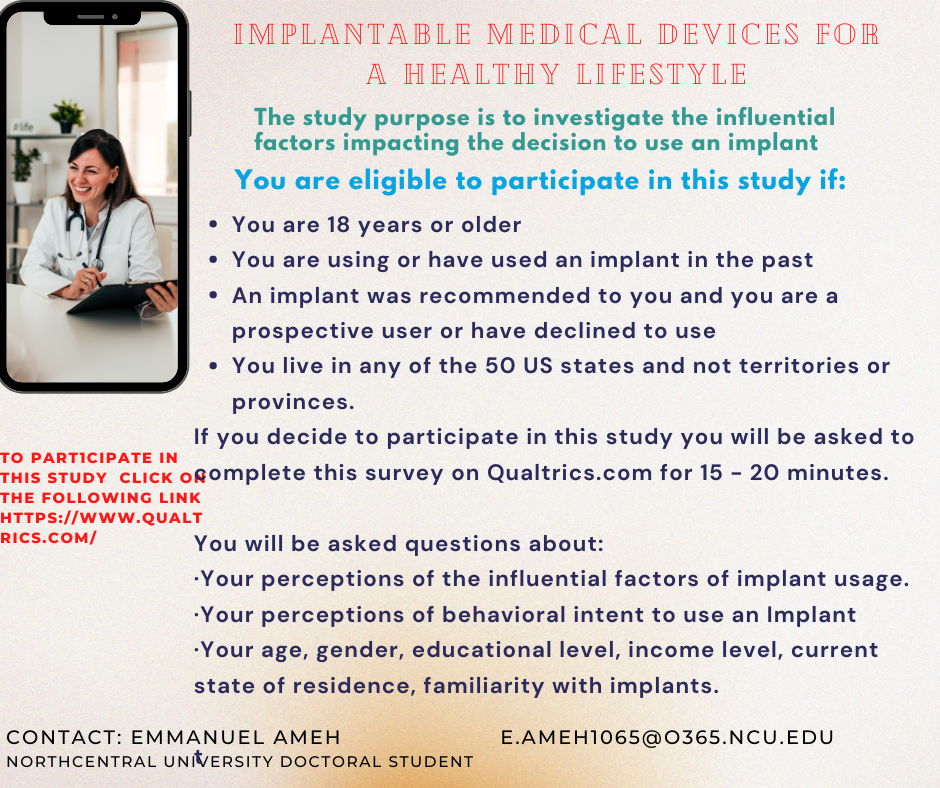 IMPLANTABLE MEDICAL DEVICES FOR
A HEALTHY LIFESTYLE
The study purpose is to investigate the influential
factors impacting the decision to use an implant
You are eligible to participate in this study if:
• You are 18 years or older
• You are using or have used an implant in the past
• An implant was recommended to you and you are a
prospective user or have declined to use
• You live in any of the 50 US states and not territories or
provinces.
If you decide to participate in this study you will be asked to
complete this survey on Qualtrics.com for 15 - 20 minutes.
You will be asked questions about:
·Your perceptions of the influential factors of implant usage.
·Your perceptions of behavioral intent to use an Implant
·Your age, gender, educational level, income level, current
state of residence, familiarity with implants.
t
#life
TO PART1CIPATE IN
THIS STUDY CLICK ON
THE FOLLOWING LINK
HTTPS://WWW.QUALT
RICS.COM/
CONTACT: EMMANUEL AMEH
E.AMEH1065@O365.NCU.EDU
NORTHCENTRAL UNIVERSITY DOCTORAL STUDENT